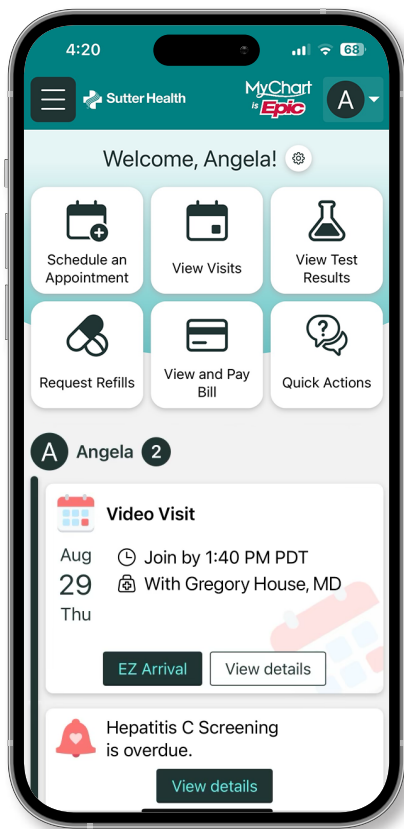 4:20
68
Sutter Health
MyChart
is Epic
A
Welcome, Angela!
Schedule an
Appointment
View Visits
View Test
Results
Request Refills
View and Pay
Bill
Quick Actions
A Angela 2
Video Visit
Aug
29
Thu
Join by 1:40 PM PDT
With Gregory House, MD
EZ Arrival
View details
Hepatitis C Screening
is overdue.
View details